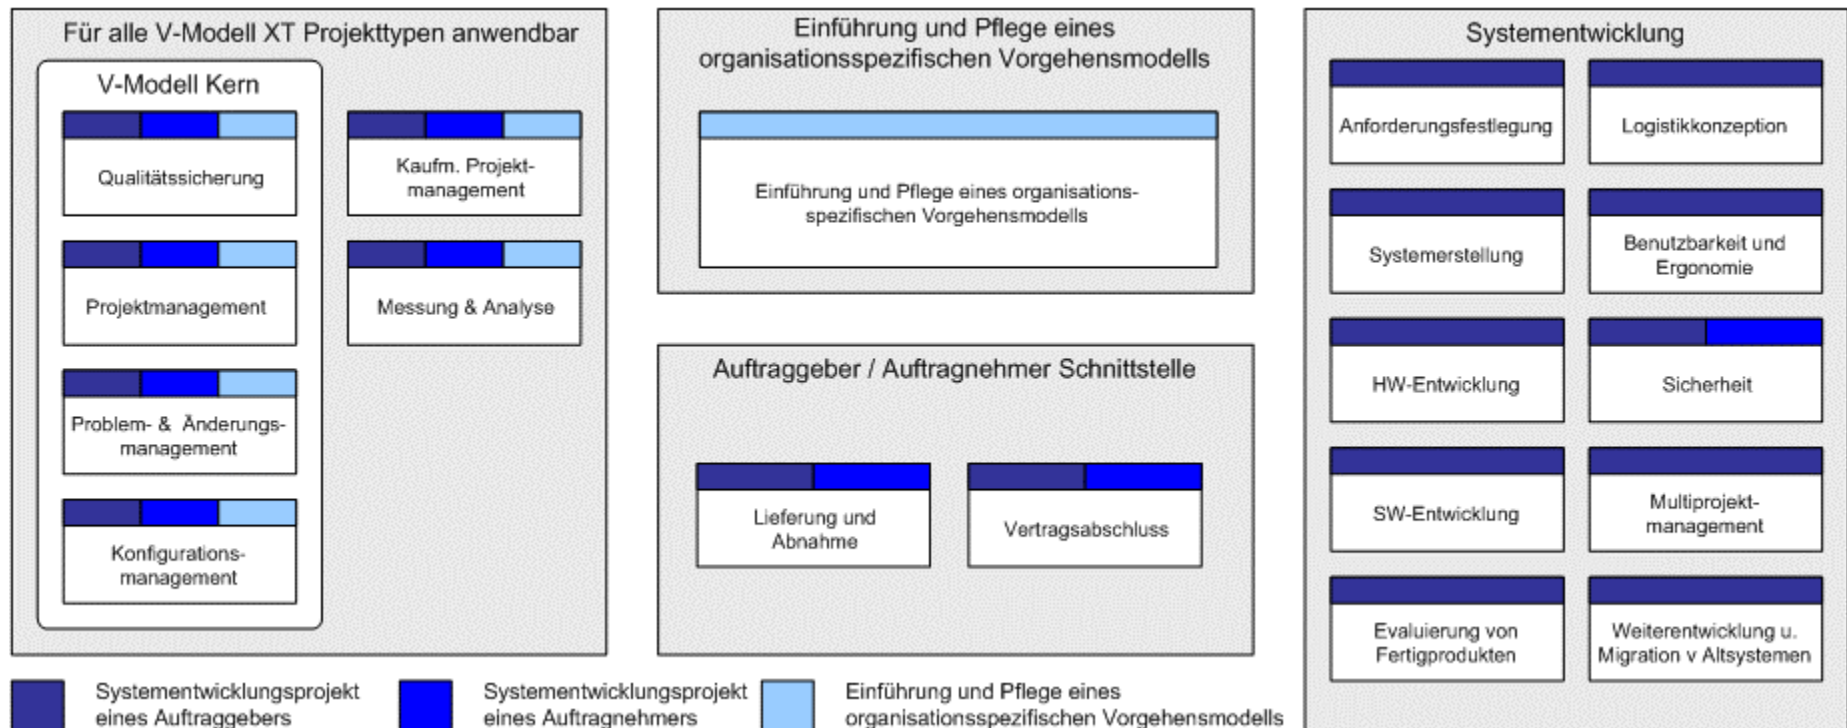 Für alle V-Modell XT Projekttypen anwendbar
V-Modell Kern
Qualitätssicherung
Projektmanagement
Problem- & Änderungs-
management
Konfigurations-
management
Kaufm. Projekt-
management
Messung & Analyse
Einführung und Pflege eines
organisationsspezifischen Vorgehensmodells
Einführung und Pflege eines organisations-
spezifischen Vorgehensmodells
Auftraggeber / Auftragnehmer Schnittstelle
Lieferung und
Abnahme
Vertragsabschluss
Systementwicklung
Anforderungsfestlegung
Logistikkonzeption
Systemerstellung
Benutzbarkeit und
Ergonomie
HW-Entwicklung
Sicherheit
SW-Entwicklung
Multiprojekt-
management
Evaluierung von
Fertigprodukten
Weiterentwicklung u.
Migration v Altsystemen
Systementwicklungsprojekt
eines Auftraggebers
Systementwicklungsprojekt
eines Auftragnehmers
Einführung und Pflege eines
organisationsspezifischen Vorgehensmodells